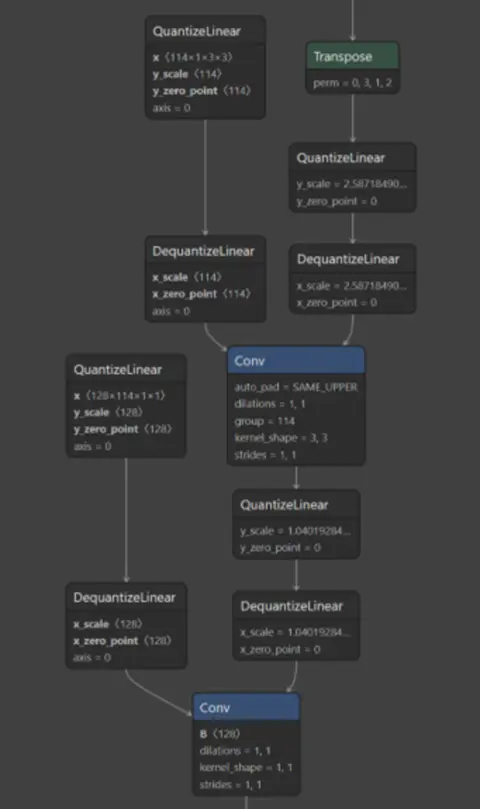 QuantizeLinear
x (114×1×3×3)
y_scale (114)
y_zero_point (114)
axis = 0
Transpose
perm = 0, 3, 1, 2
QuantizeLinear
y_scale = 2.58718490...
y_zero_point = 0
DequantizeLinear
x_scale (114)
x_zero_point (114)
axis = 0
DequantizeLinear
x_scale = 2.58718490...
x_zero_point = 0
Conv
auto_pad = SAME_UPPER
dilations = 1, 1
group = 114
kernel_shape = 3, 3
strides = 1, 1
QuantizeLinear
x (128×114×1×1)
y_scale (128)
y_zero_point (128)
axis = 0
QuantizeLinear
y_scale = 1.04019284...
y_zero_point = 0
DequantizeLinear
x_scale (128)
x_zero_point (128)
axis = 0
DequantizeLinear
x_scale = 1.04019284...
x_zero_point = 0
Conv
B (128)
dilations = 1, 1
kernel_shape = 1, 1
strides = 1, 1